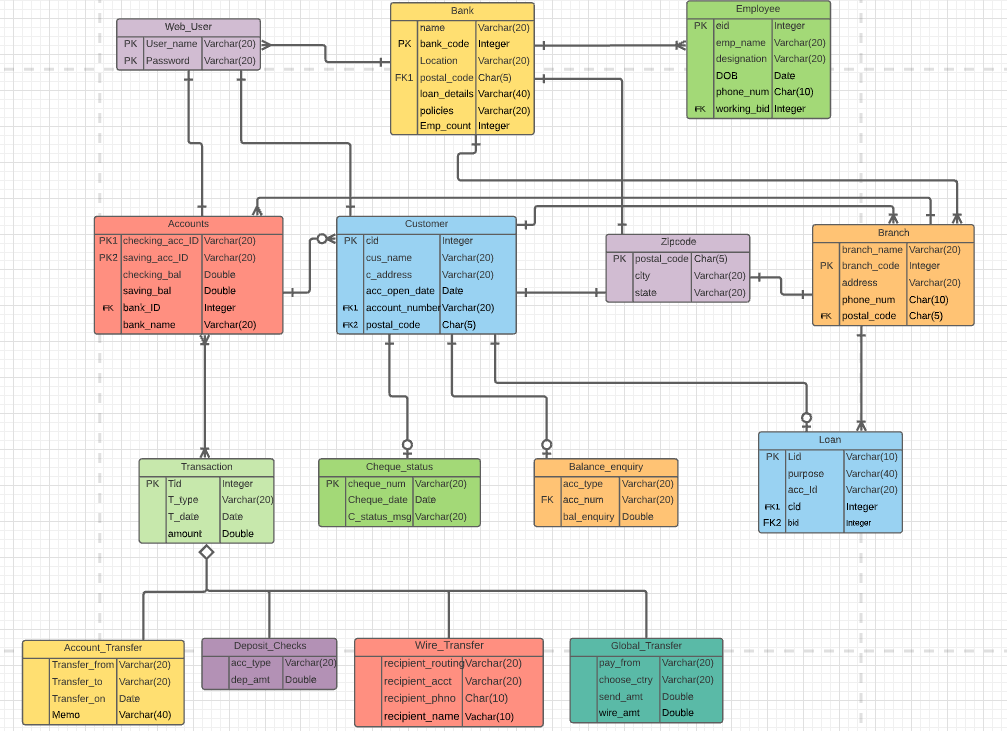 Wob_User
PK User_name Varchar(20)
PK Password Varchar(20)
Bank
name Varchar(20)
PK bank_code Integer
Location Varchar(20)
FK1 postal_code Char(5)
loan_details Varchar(40)
policies Varchar(20)
Emp_count Integer
Employee
PK eid Integer
emp_name Varchar(20)
designation Varchar(20)
DOB Date
phone_num Char(10)
FK working_bid Integer
Accounts
PK1 checking_acc_ID Varchar(20)
PK2 saving_acc_ID Varchar(20)
checking_bal Double
saving_bal Double
FK bank_ID Integer
bank_name Varchar(20)
Customer
PK cid Integer
cus_name Varchar(20)
c_address Varchar(20)
acc_open_date Date
FK1 account_number Varchar(20)
FK2 postal_code Char(5)
Zipcode
PK postal_code Char(5)
city Varchar(20)
state Varchar(20)
Branch
branch_name Varchar(20)
PK branch_code Integer
address Varchar(20)
phone_num Char(10)
FK postal_code Char(5)
Transaction
PK Tid Integer
T_type Varchar(20)
T_date Date
amount Double
Cheque_status
PK cheque_num Varchar(20)
Cheque_date Date
C_status_msg Varchar(20)
Balance_enquiry
acc_type Varchar(20)
FK acc_num Varchar(20)
bal_enquiry Double
Loan
PK Lid Varchar(10)
purpose Varchar(40)
acc_Id Varchar(20)
FK1 cid Integer
FK2 bid Integer
Account_Transfer
Transfer_from Varchar(20)
Transfer_to Varchar(20)
Transfer_on Date
Memo Varchar(40)
Deposit_Checks
acc_type Varchar(20)
dep_amt Double
Wire_Transfer
recipient_routing Varchar(20)
recipient_acct Varchar(20)
recipient_phno Char(10)
recipient_name Vachar(10)
Global_Transfer
pay_from Varchar(20)
choose_ctry Varchar(20)
send_amt Double
wire_amt Double